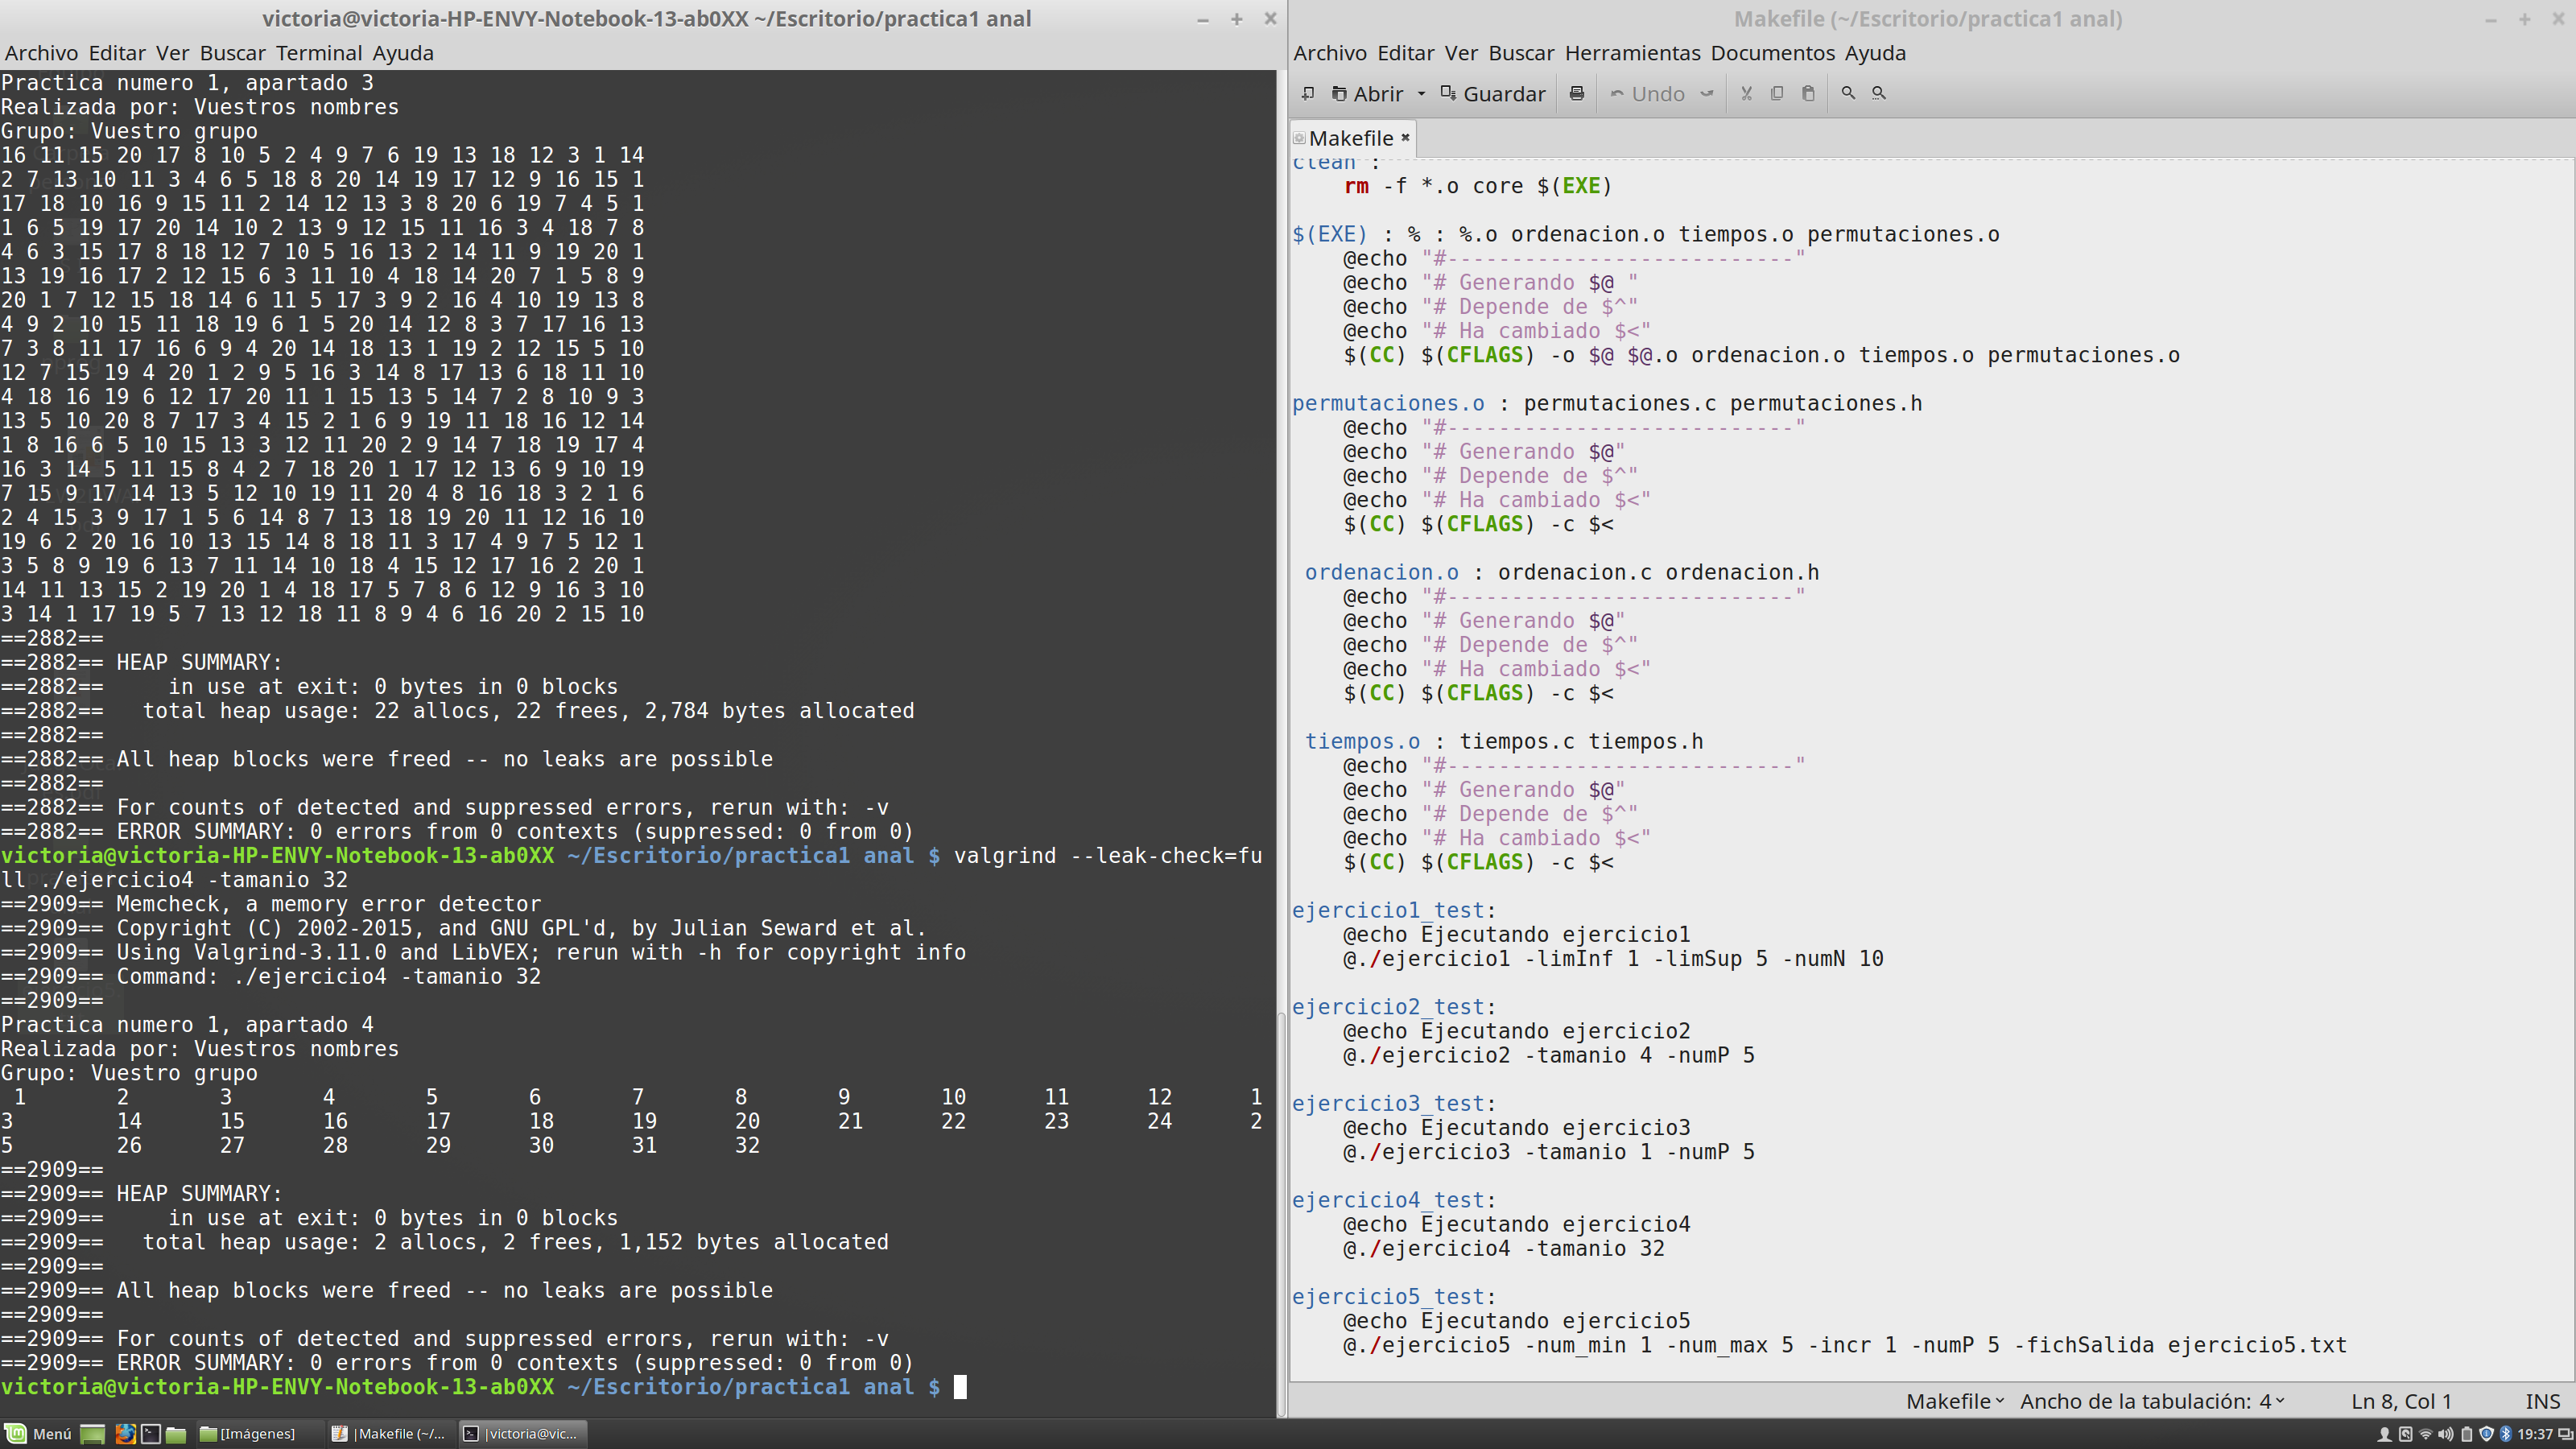 victoria@victoria-HP-ENVY-Notebook-13-ab0XX ~/Escritorio/practica1 anal
Archivo Editar Ver Buscar Terminal Ayuda
Practica numero 1, apartado 3
Realizada por: Vuestros nombres
Grupo: Vuestro grupo
16 11 15 20 17 8 10 5 2 4 9 7 6 19 13 18 12 3 1 14
2 7 13 10 11 3 4 6 5 18 8 20 14 19 17 12 9 16 15 1
17 18 10 16 9 15 11 2 14 12 13 3 8 20 6 19 7 4 5 1
1 6 5 19 17 20 14 10 2 13 9 12 15 11 16 3 4 18 7 8
4 6 3 15 17 8 18 12 7 10 5 16 13 2 14 11 9 19 20 1
13 19 16 17 2 12 15 6 3 11 10 4 18 14 20 7 1 5 8 9
20 1 7 12 15 18 14 6 11 5 17 3 9 2 16 4 10 19 13 8
4 9 2 10 15 11 18 19 6 1 5 20 14 12 8 3 7 17 16 13
7 3 8 11 17 16 6 9 4 20 14 18 13 1 19 2 12 15 5 10
12 7 15 19 4 20 1 2 9 5 16 3 14 8 17 13 6 18 11 10
4 18 16 19 6 12 17 20 11 1 15 13 5 14 7 2 8 10 9 3
13 5 10 20 8 7 17 3 4 15 2 1 6 9 19 11 18 16 12 14
1 8 16 6 5 10 15 13 3 12 11 20 2 9 14 7 18 19 17 4
16 3 14 5 11 15 8 4 2 7 18 20 1 17 12 13 6 9 10 19
7 15 9 17 14 13 5 12 10 19 11 20 4 8 16 18 3 2 1 6
2 4 15 3 9 17 1 5 6 14 8 7 13 18 19 20 11 12 16 10
19 6 2 20 16 10 13 15 14 8 18 11 3 17 4 9 7 5 12 1
3 5 8 9 19 6 13 7 11 14 10 18 4 15 12 17 16 2 20 1
14 11 13 15 2 19 20 1 4 18 17 5 7 8 6 12 9 16 3 10
3 14 1 17 19 5 7 13 12 18 11 8 9 4 6 16 20 2 15 10
==2882==
==2882== HEAP SUMMARY:
==2882==     in use at exit: 0 bytes in 0 blocks
==2882==   total heap usage: 22 allocs, 22 frees, 2,784 bytes allocated
==2882==
==2882== All heap blocks were freed -- no leaks are possible
==2882==
==2882== For counts of detected and suppressed errors, rerun with: -v
==2882== ERROR SUMMARY: 0 errors from 0 contexts (suppressed: 0 from 0)
victoria@victoria-HP-ENVY-Notebook-13-ab0XX ~/Escritorio/practica1 anal $ valgrind --leak-check=fu
ll ./ejercicio4 -tamanio 32
==2909== Memcheck, a memory error detector
==2909== Copyright (C) 2002-2015, and GNU GPL'd, by Julian Seward et al.
==2909== Using Valgrind-3.11.0 and LibVEX; rerun with -h for copyright info
==2909== Command: ./ejercicio4 -tamanio 32
==2909==
Practica numero 1, apartado 4
Realizada por: Vuestros nombres
Grupo: Vuestro grupo
1 2 3 4 5 6 7 8 9 10 11 12 1
3 14 15 16 17 18 19 20 21 22 23 24 2
5 26 27 28 29 30 31 32
==2909==
==2909== HEAP SUMMARY:
==2909==     in use at exit: 0 bytes in 0 blocks
==2909==   total heap usage: 2 allocs, 2 frees, 1,152 bytes allocated
==2909==
==2909== All heap blocks were freed -- no leaks are possible
==2909==
==2909== For counts of detected and suppressed errors, rerun with: -v
==2909== ERROR SUMMARY: 0 errors from 0 contexts (suppressed: 0 from 0)
victoria@victoria-HP-ENVY-Notebook-13-ab0XX ~/Escritorio/practica1 anal $
Makefile (~/Escritorio/practica1 anal)
Archivo Editar Ver Buscar Herramientas Documentos Ayuda
Abrir Guardar Undo
Makefile
clean :
rm -f *.o core $(EXE)
$(EXE) : % : %.o ordenacion.o tiempos.o permutaciones.o
@echo "#---------------------------"
@echo "# Generando $@ "
@echo "# Depende de $^"
@echo "# Ha cambiado $<"
$(CC) $(CFLAGS) -o $@ $@.o ordenacion.o tiempos.o permutaciones.o
permutaciones.o : permutaciones.c permutaciones.h
@echo "#---------------------------"
@echo "# Generando $@"
@echo "# Depende de $^"
@echo "# Ha cambiado $<"
$(CC) $(CFLAGS) -c $<
ordenacion.o : ordenacion.c ordenacion.h
@echo "#---------------------------"
@echo "# Generando $@"
@echo "# Depende de $^"
@echo "# Ha cambiado $<"
$(CC) $(CFLAGS) -c $<
tiempos.o : tiempos.c tiempos.h
@echo "#---------------------------"
@echo "# Generando $@"
@echo "# Depende de $^"
@echo "# Ha cambiado $<"
$(CC) $(CFLAGS) -c $<
ejercicio1_test:
@echo Ejecutando ejercicio1
@./ejercicio1 -limInf 1 -limSup 5 -numN 10
ejercicio2_test:
@echo Ejecutando ejercicio2
@./ejercicio2 -tamanio 4 -numP 5
ejercicio3_test:
@echo Ejecutando ejercicio3
@./ejercicio3 -tamanio 1 -numP 5
ejercicio4_test:
@echo Ejecutando ejercicio4
@./ejercicio4 -tamanio 32
ejercicio5_test:
@echo Ejecutando ejercicio5
@./ejercicio5 -num_min 1 -num_max 5 -incr 1 -numP 5 -fichSalida ejercicio5.txt
Makefile Ancho de la tabulación: 4 Ln 8, Col 1 INS
Menú [Imágenes] |Makefile (~/... |victoria@vic... 19:37